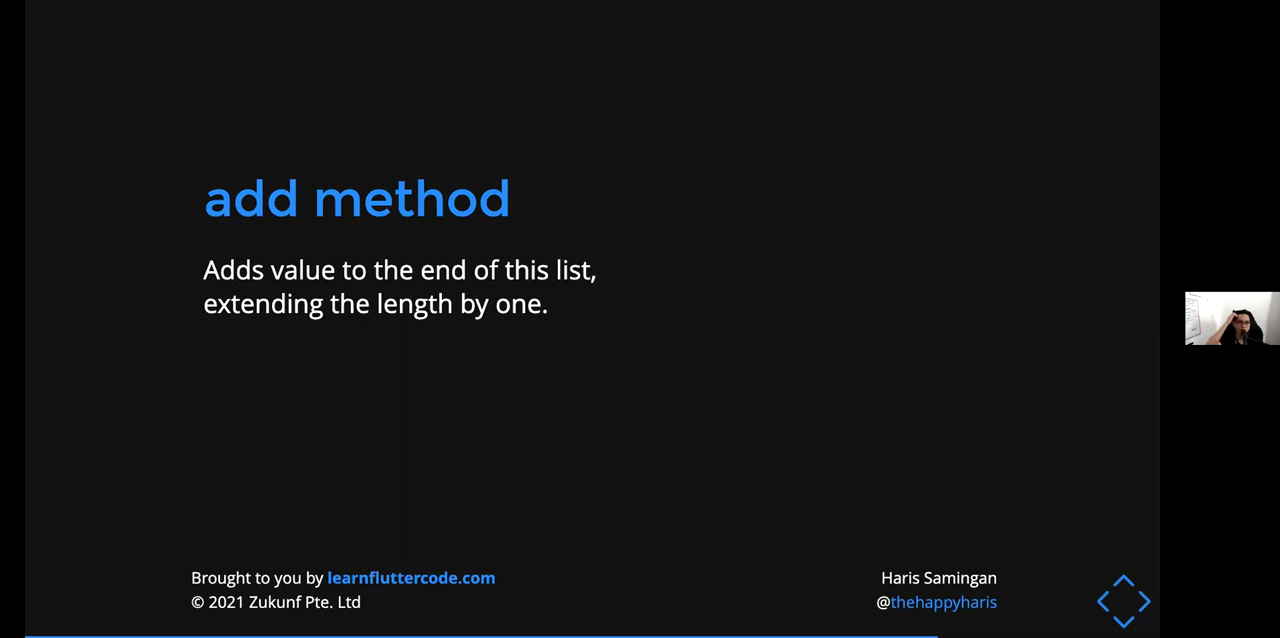 add method
Adds value to the end of this list,
extending the length by one.
Brought to you by learnfluttercode.com
© 2021 Zukunf Pte. Ltd
Haris Samingan
@thehappyharis